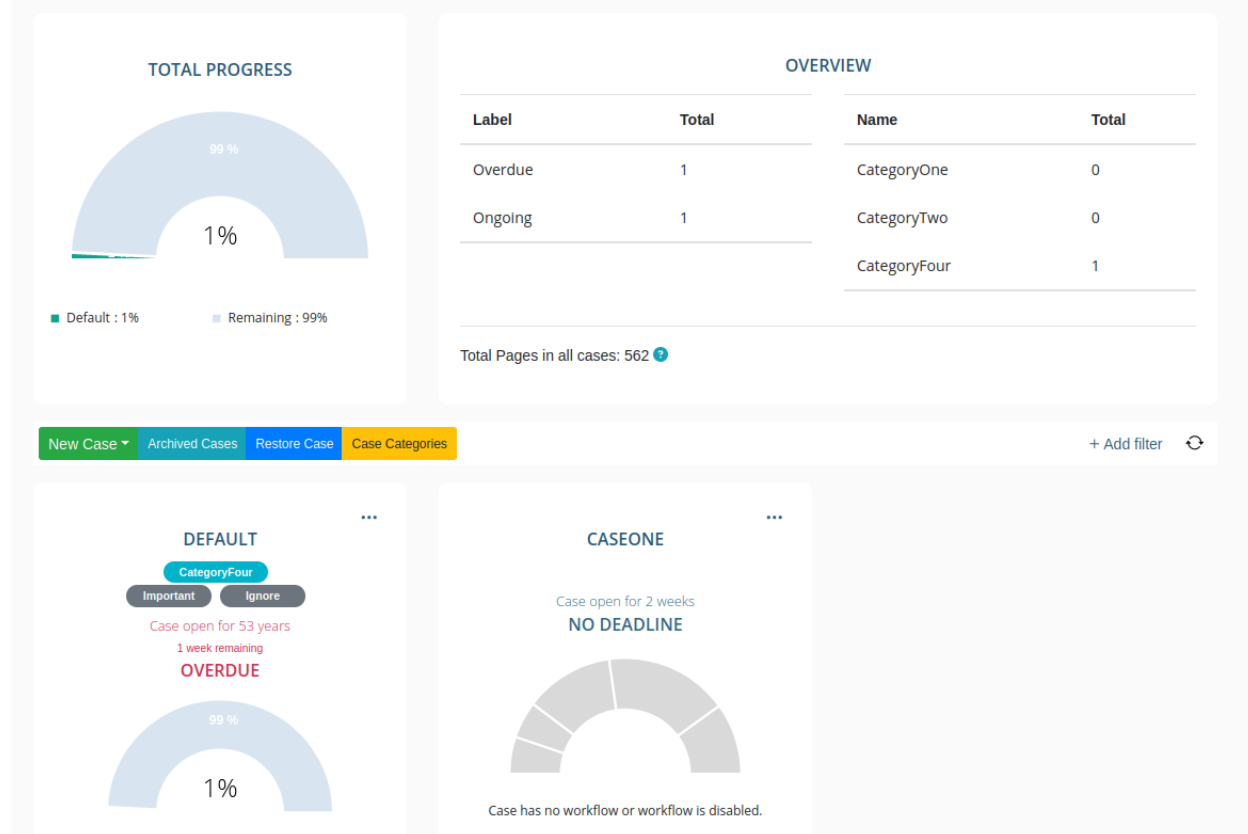 TOTAL PROGRESS
99 %
1%
Default : 1%
Remaining : 99%
OVERVIEW
Label Total
Overdue 1
Ongoing 1
Name Total
CategoryOne 0
CategoryTwo 0
CategoryFour 1
Total Pages in all cases: 562 ?
New Case Archived Cases Restore Case Case Categories + Add filter
...
DEFAULT
CategoryFour
Important Ignore
Case open for 53 years
1 week remaining
OVERDUE
99 %
1%
...
CASEONE
Case open for 2 weeks
NO DEADLINE
Case has no workflow or workflow is disabled.